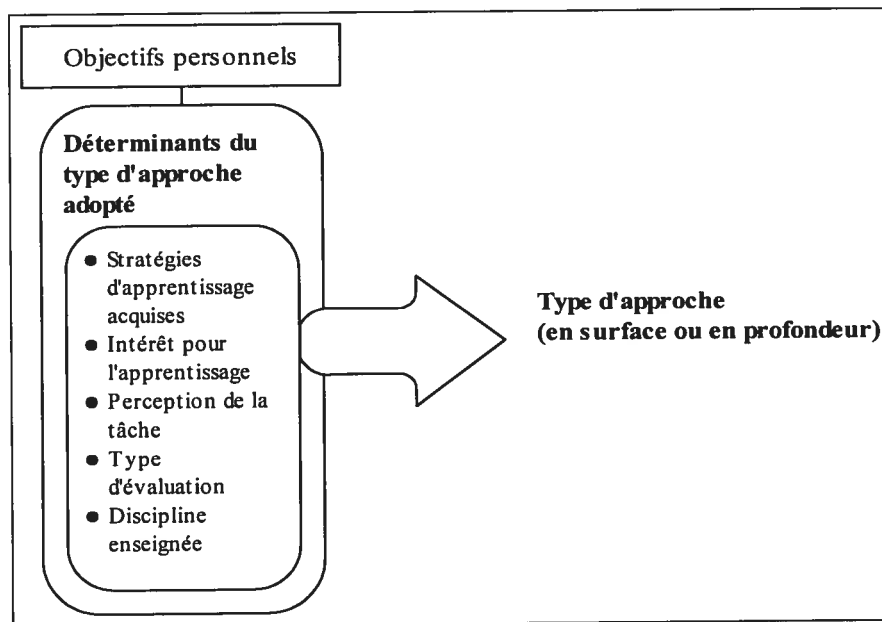 Objectifs personnels
Déterminants du
type d'approche
adopté
● Stratégies
d'apprentissage
acquises
● Intérêt pour
l'apprentissage
● Perception de la
tâche
● Type
d'évaluation
● Discipline
enseignée
Type d'approche
(en surface ou en profondeur)